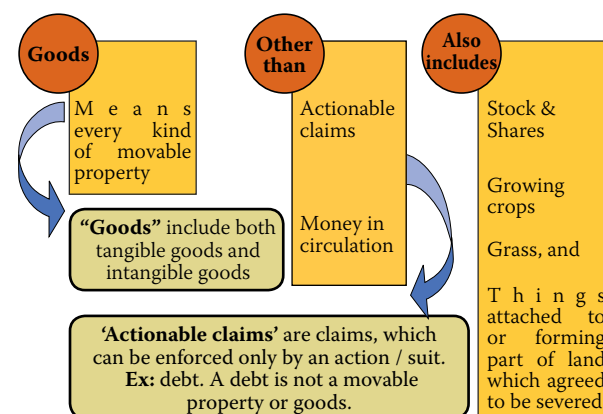 Goods
Means
every kind
of movable
property
“Goods” include both
tangible goods and
intangible goods
Other
than
Actionable
claims
Money in
circulation
‘Actionable claims’ are claims, which
can be enforced only by an action / suit.
Ex: debt. A debt is not a movable
property or goods.
Also
includes
Stock &
Shares
Growing
crops
Grass, and
Things
attached to
or forming
part of land
which agreed
to be severed